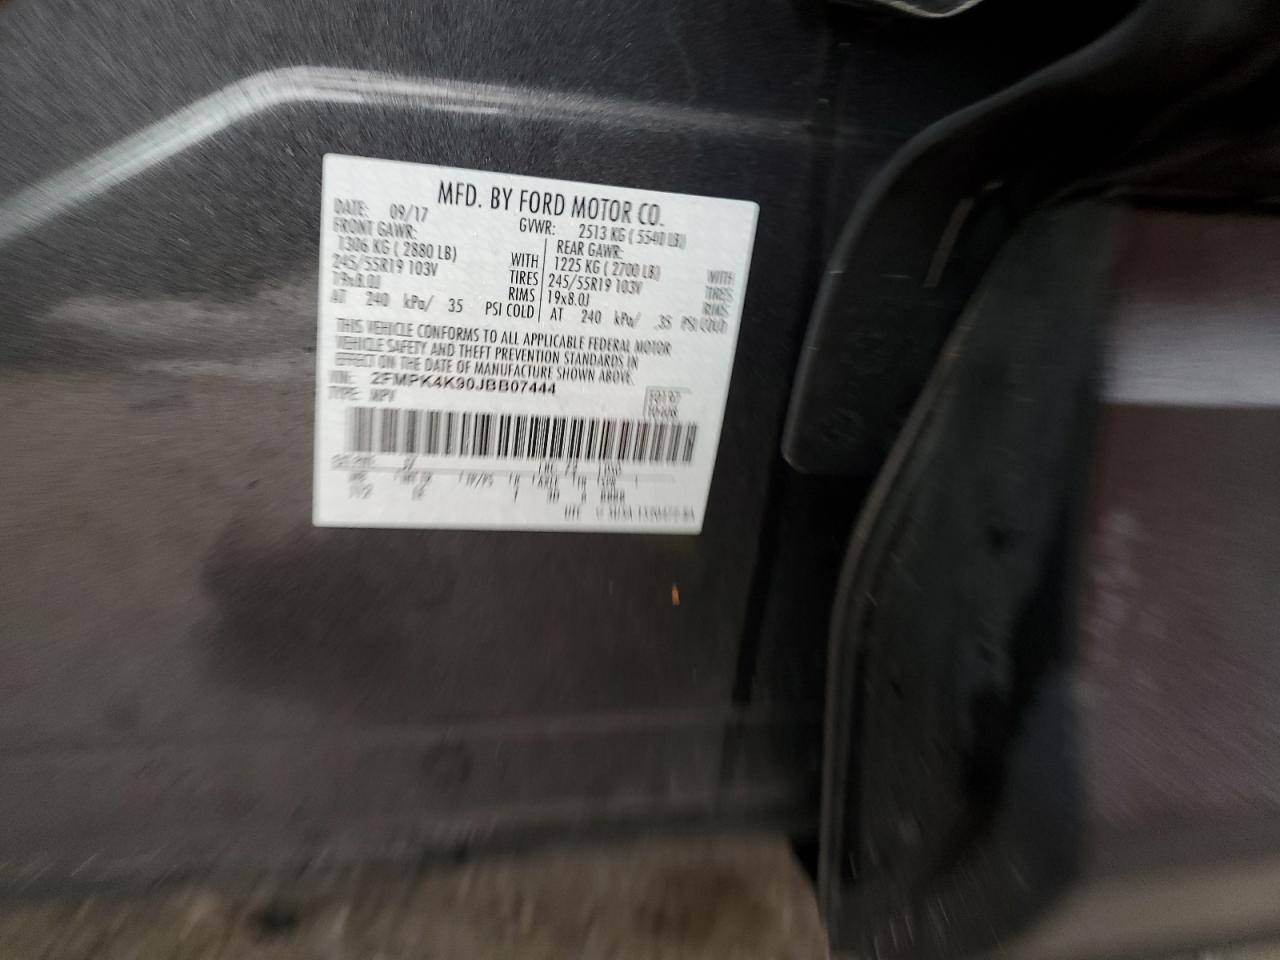 MFD. BY FORD MOTOR CO.
DATE: 09/17 GVWR: 2513 KG ( 5540 LB)
FRONT GAWR: REAR GAWR:
1306 KG ( 2880 LB) WITH 1225 KG ( 2700 LB) WITH
245/55R19 103V TIRES 245/55R19 103V TIRES
19x8.0J RIMS 19x8.0J RIMS
AT 240 kPa/ 35 PSI COLD AT 240 kPa/ 35 PSI COLD
THIS VEHICLE CONFORMS TO ALL APPLICABLE FEDERAL MOTOR
VEHICLE SAFETY AND THEFT PREVENTION STANDARDS IN
EFFECT ON THE DATE OF MANUFACTURE SHOWN ABOVE.
VIN: 2FMPK4K90JBB07444
TYPE: MPV